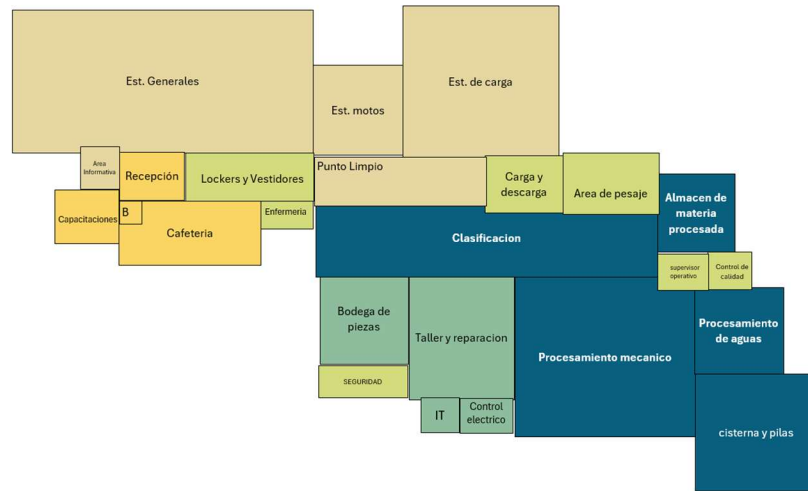 Est. Generales
Est. motos
Est. de carga
Area
Informativa
Recepción
Lockers y Vestidores
Punto Limpio
Carga y
descarga
Area de pesaje
Almacen de
materia
procesada
Capacitaciones
B
Cafeteria
Enfermeria
Clasificacion
supervisor
operativo
Control de
calidad
Bodega de
piezas
Taller y reparacion
Procesamiento mecanico
Procesamiento
de aguas
SEGURIDAD
IT
Control
electrico
cisterna y pilas